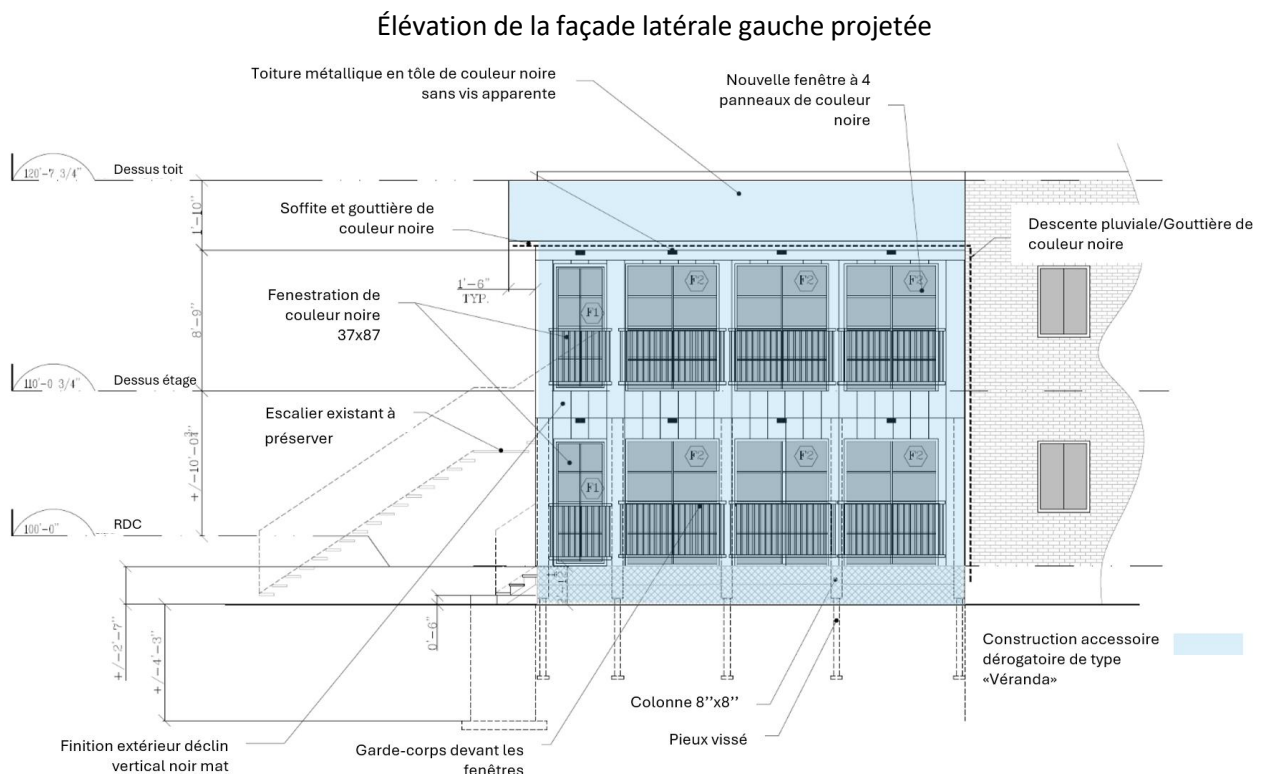 Élévation de la façade latérale gauche projetée
Toiture métallique en tôle de couleur noire
sans vis apparente
Nouvelle fenêtre à 4
panneaux de couleur
noire
120'-7 3/4"
Dessus toit
1'-10"
Soffite et gouttière de
couleur noire
Descente pluviale/Gouttière de
couleur noire
1'-6"
TYP.
Fenestration de
couleur noire
37x87
8'-9"
F1
F2
F2
F2
110'-0 3/4"
Dessus étage
Escalier existant à
préserver
+/-10'-0¾"
F1
F2
F2
F2
100'-0"
RDC
+/-2'-7"
+/-4'-3"
0'-6"
Construction accessoire
dérogatoire de type
«Véranda»
Colonne 8’’x8’’
Pieux vissé
Finition extérieur déclin
vertical noir mat
Garde-corps devant les
fenêtres